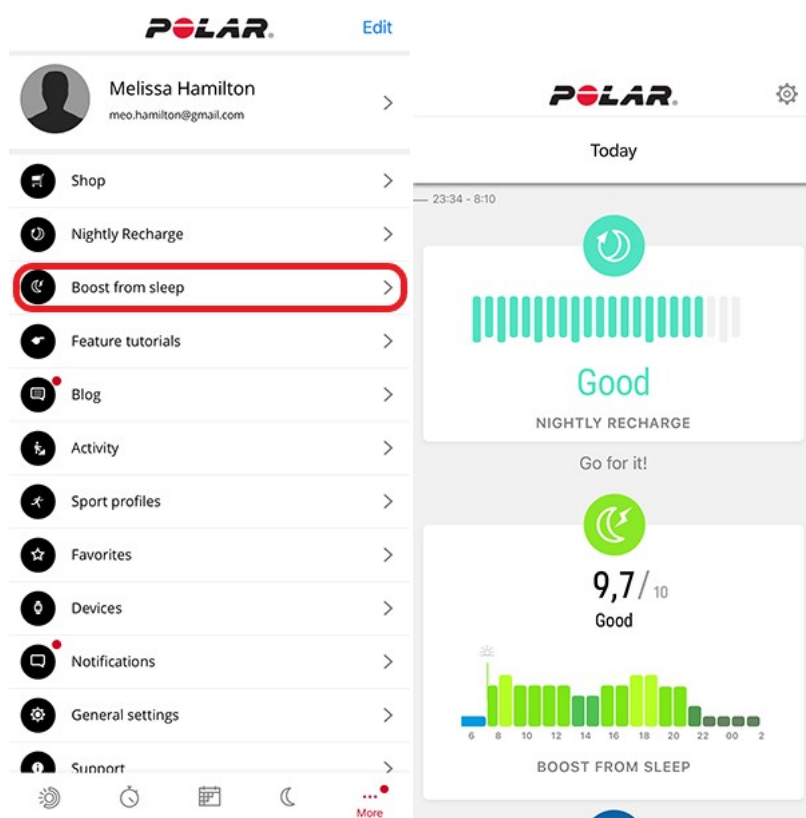 POLAR.
Edit
Melissa Hamilton
meo.hamilton@gmail.com
Shop
Nightly Recharge
Boost from sleep
Feature tutorials
Blog
Activity
Sport profiles
Favorites
Devices
Notifications
General settings
Support
More
POLAR.
Today
23:34 - 8:10
Good
NIGHTLY RECHARGE
Go for it!
9,7/10
Good
6 8 10 12 14 16 18 20 22 00 2
BOOST FROM SLEEP